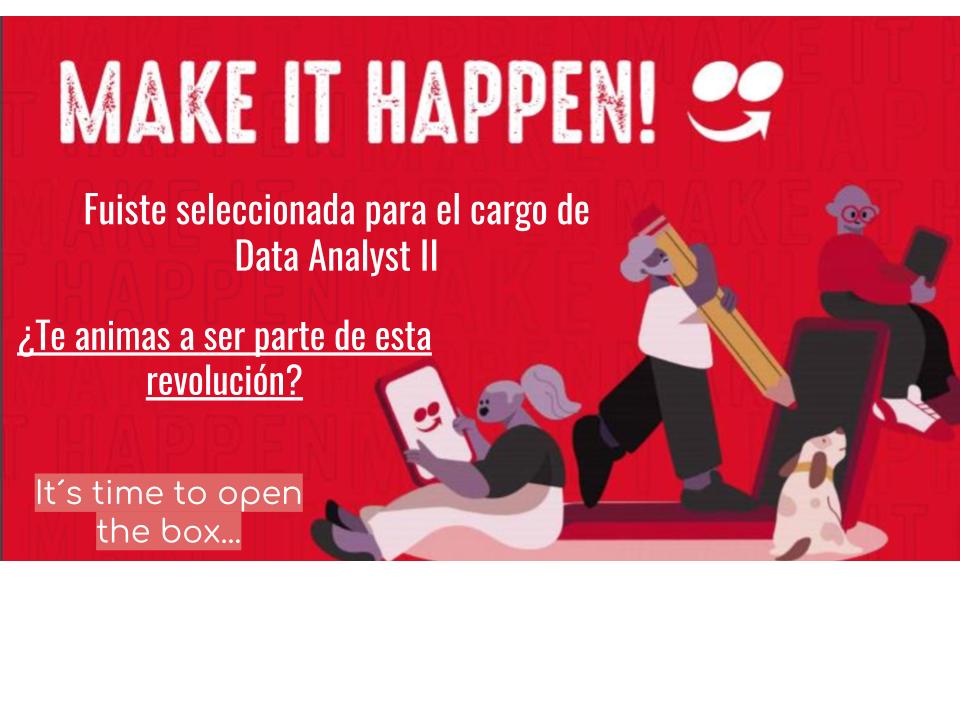 MAKE IT HAPPEN!
Fuiste seleccionada para el cargo de
Data Analyst II
¿Te animas a ser parte de esta
revolución?
It´s time to open
the box...